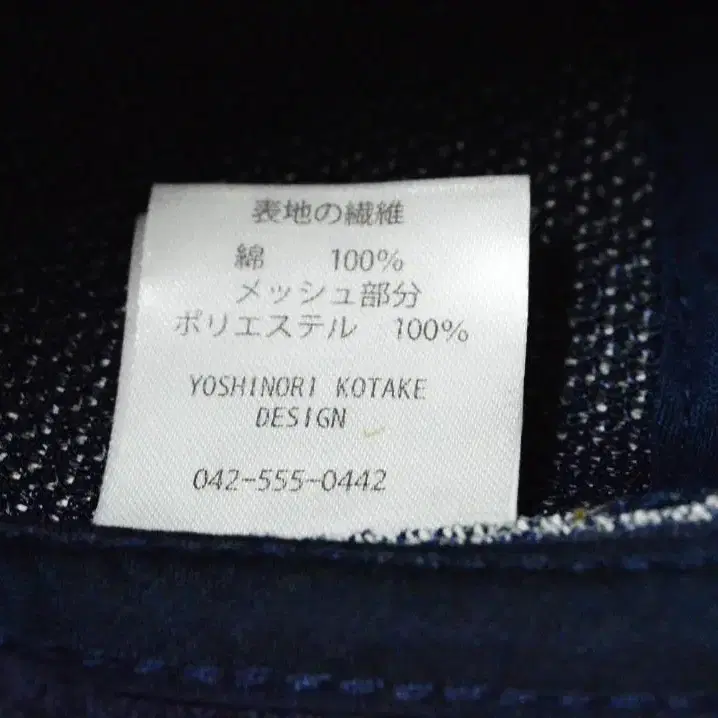 表地の繊維
綿 100%
メッシュ部分
ポリエステル 100%
YOSHINORI KOTAKE
DESIGN
042-555-0442